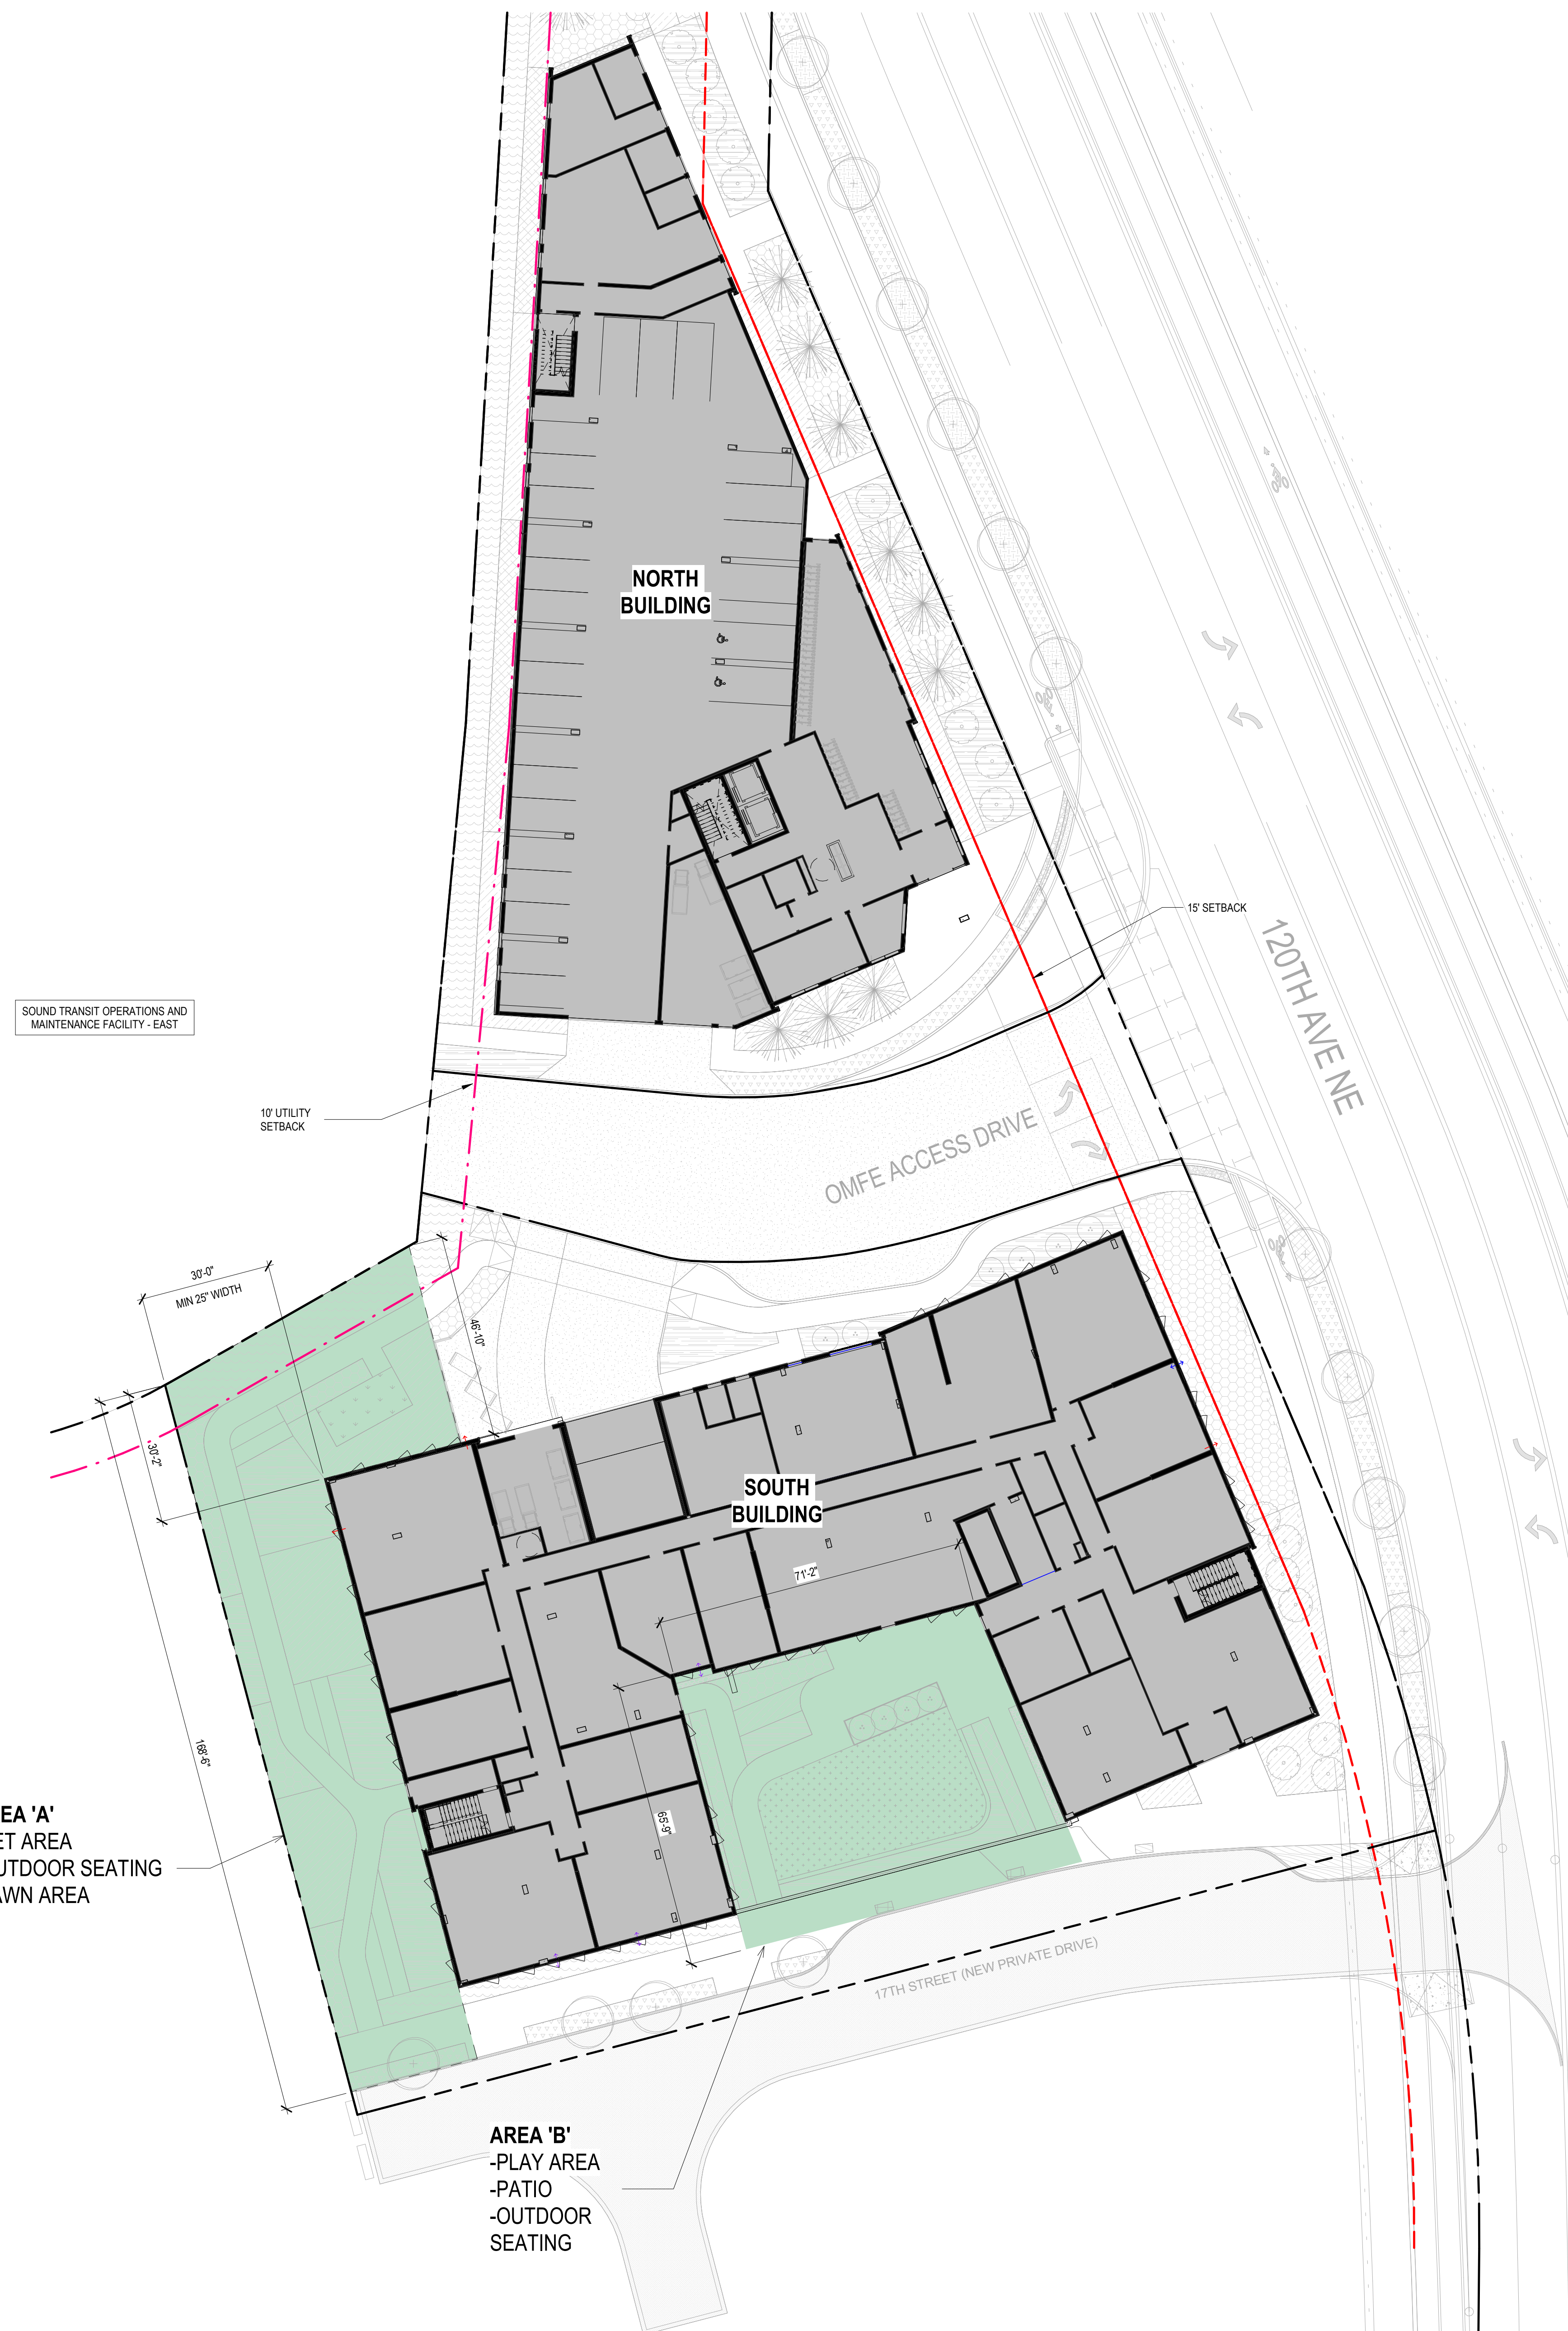 NORTH
BUILDING
15' SETBACK
120TH AVE NE
SOUND TRANSIT OPERATIONS AND
MAINTENANCE FACILITY - EAST
10' UTILITY
SETBACK
OMFE ACCESS DRIVE
30'-0"
MIN 25" WIDTH
46'-10"
30'-2"
SOUTH
BUILDING
71'-2"
168'-6"
65'-9"
EA 'A'
ET AREA
UTDOOR SEATING
AWN AREA
17TH STREET (NEW PRIVATE DRIVE)
AREA 'B'
-PLAY AREA
-PATIO
-OUTDOOR
SEATING